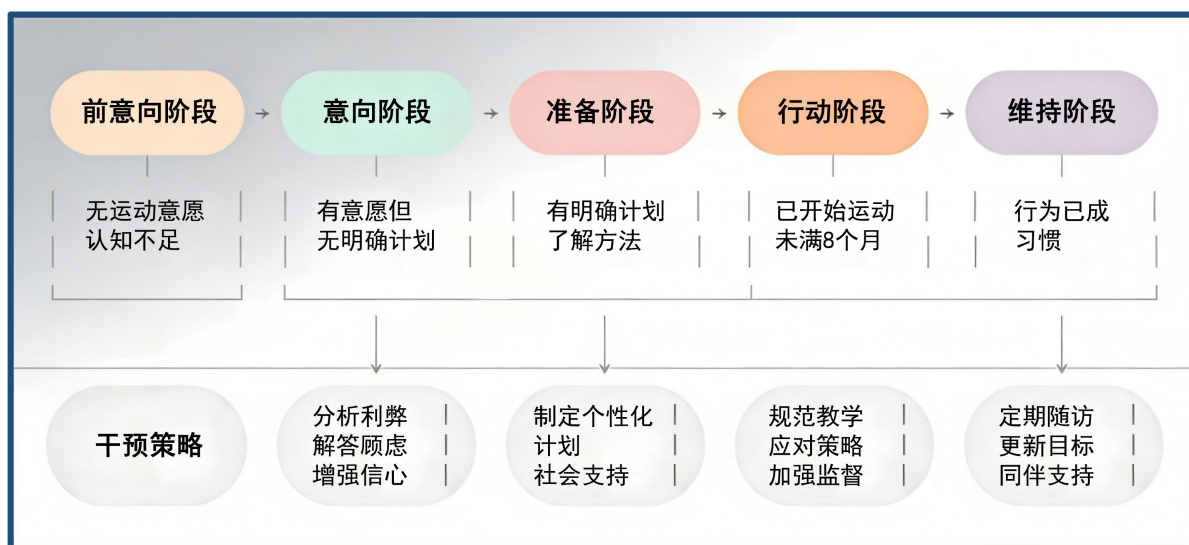 前意向阶段
意向阶段
准备阶段
行动阶段
维持阶段
无运动意愿
认知不足
有意愿但
无明确计划
有明确计划
了解方法
已开始运动
未满8个月
行为已成
习惯
干预策略
分析利弊
解答顾虑
增强信心
制定个性化
计划
社会支持
规范教学
应对策略
加强监督
定期随访
更新目标
同伴支持